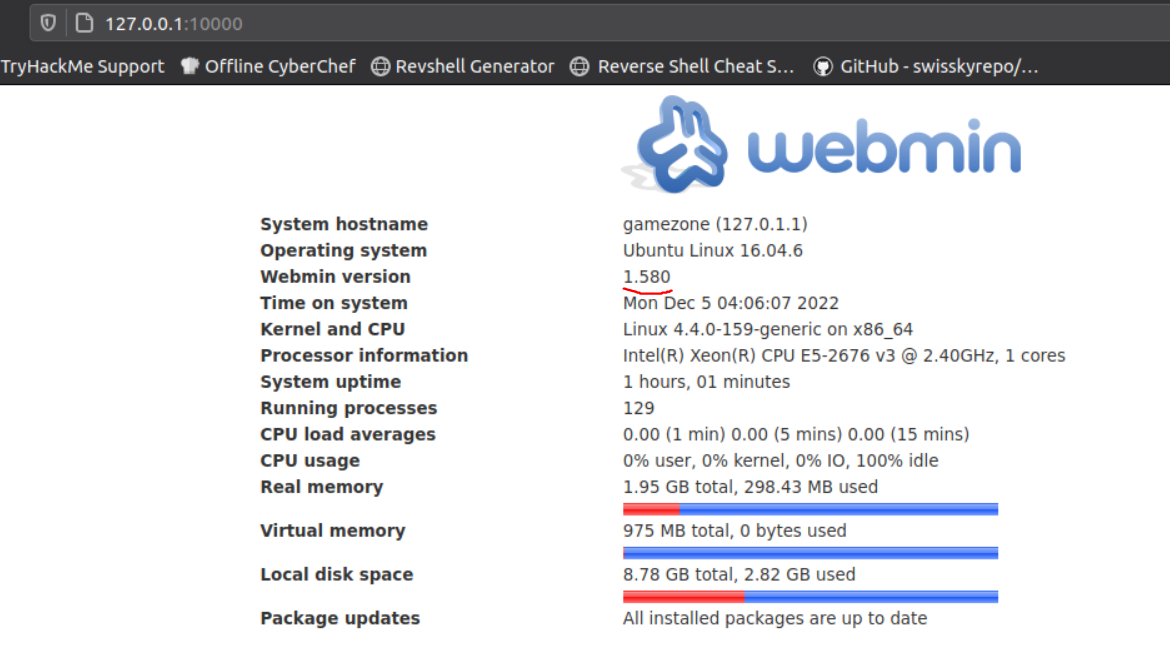 127.0.0.1:10000
TryHackMe Support Offline CyberChef Revshell Generator Reverse Shell Cheat S... GitHub - swisskyrepo/...
webmin
System hostname gamezone (127.0.1.1)
Operating system Ubuntu Linux 16.04.6
Webmin version 1.580
Time on system Mon Dec 5 04:06:07 2022
Kernel and CPU Linux 4.4.0-159-generic on x86_64
Processor information Intel(R) Xeon(R) CPU E5-2676 v3 @ 2.40GHz, 1 cores
System uptime 1 hours, 01 minutes
Running processes 129
CPU load averages 0.00 (1 min) 0.00 (5 mins) 0.00 (15 mins)
CPU usage 0% user, 0% kernel, 0% IO, 100% idle
Real memory 1.95 GB total, 298.43 MB used
Virtual memory 975 MB total, 0 bytes used
Local disk space 8.78 GB total, 2.82 GB used
Package updates All installed packages are up to date